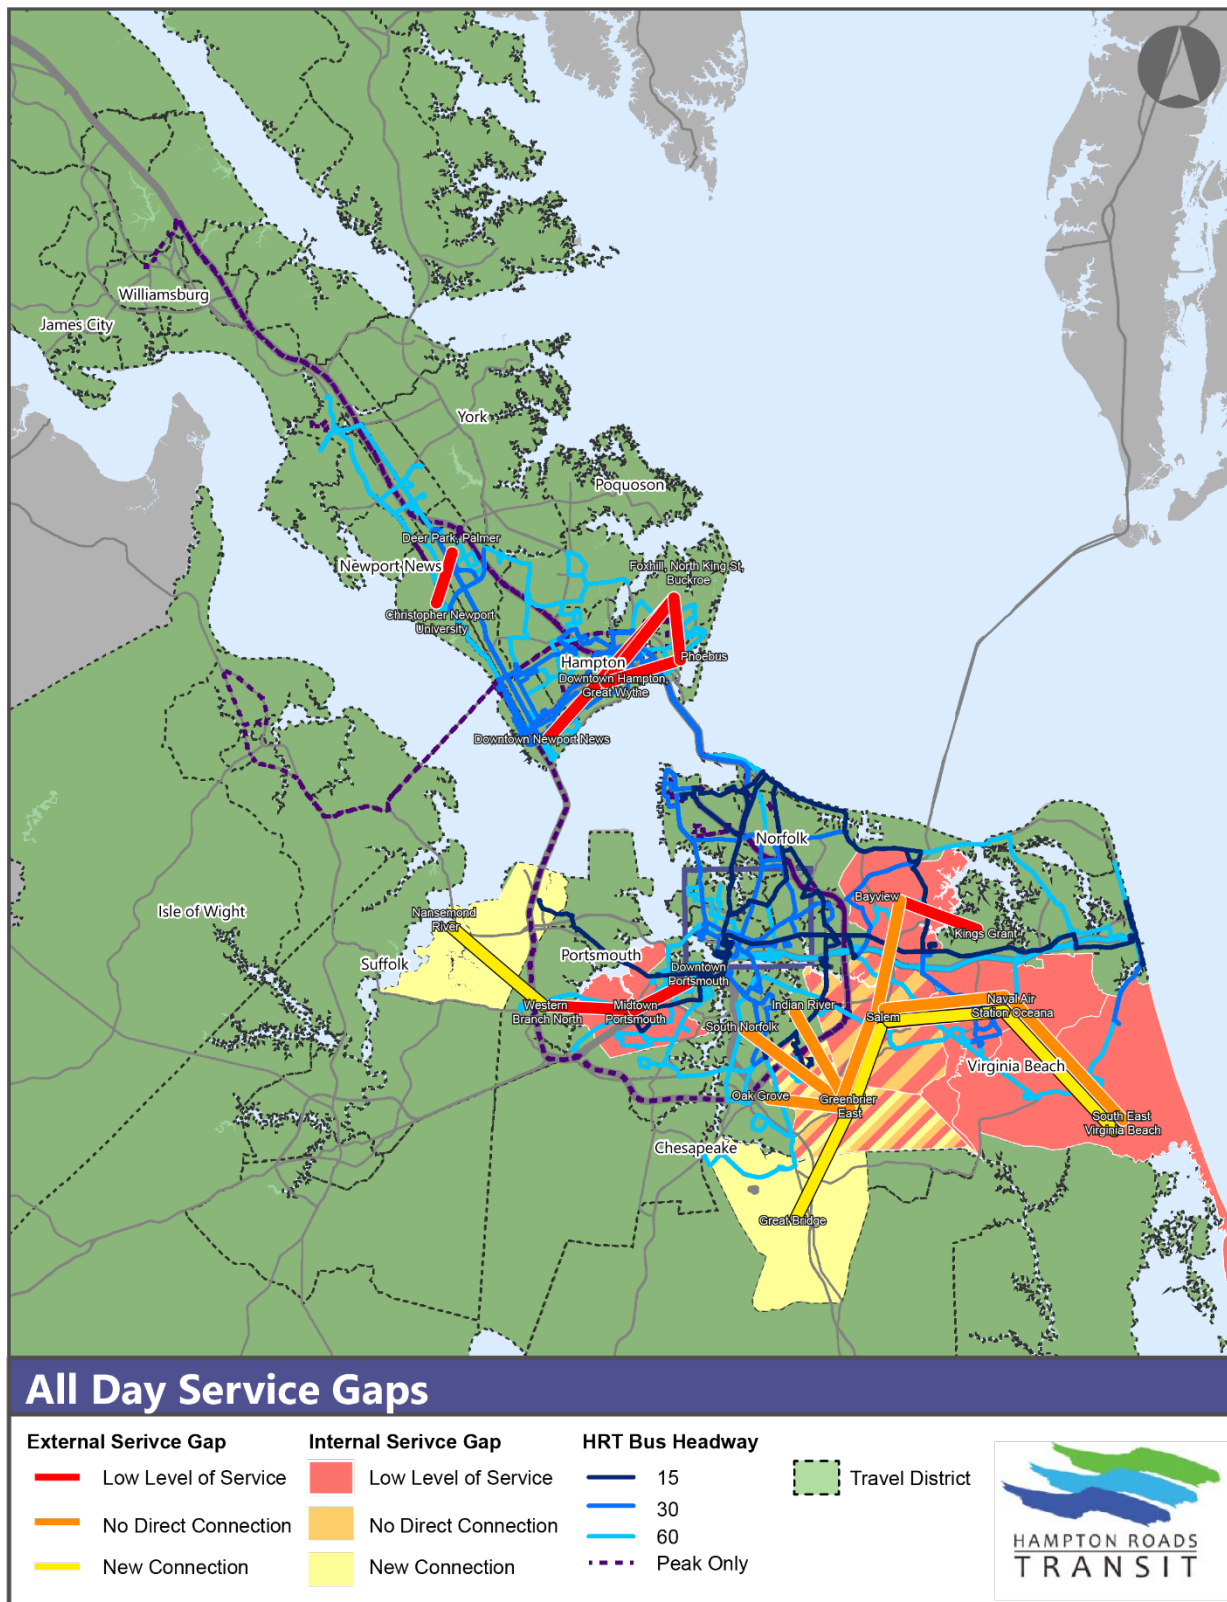 Williamsburg
James City
York
Poquoson
Deer Park, Palmer
Newport News
Foxhill, North King St,
Buckroe
Christopher Newport
University
Hampton
Phoebus
Downtown Hampton,
Great Wythe
Downtown Newport News
Norfolk
Bayview
Isle of Wight
Nansemond
River
Kings Grant
Portsmouth
Suffolk
Downtown
Portsmouth
Western
Branch North
Midtown
Portsmouth
Indian River
Naval Air
Station Oceana
Salem
South Norfolk
Virginia Beach
Oak Grove
Greenbrier
East
South East
Virginia Beach
Chesapeake
Great Bridge
All Day Service Gaps
External Serivce Gap
Low Level of Service
No Direct Connection
New Connection
Internal Serivce Gap
Low Level of Service
No Direct Connection
New Connection
HRT Bus Headway
15
30
60
Peak Only
Travel District
HAMPTON ROADS
TRANSIT